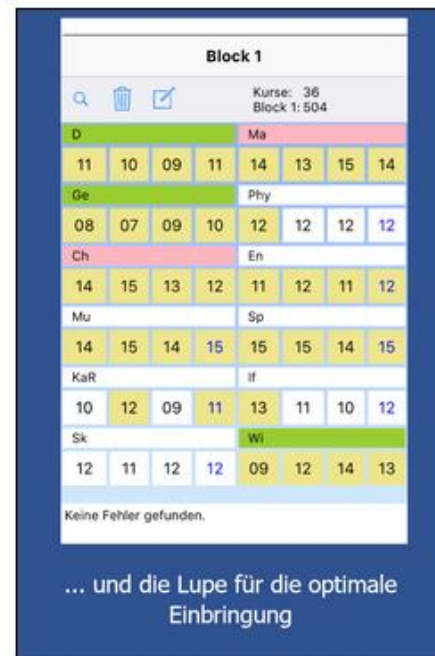 Block 1
Kurse: 36
Block 1: 504
D Ma
11 10 09 11 14 13 15 14
Ge Phy
08 07 09 10 12 12 12 12
Ch En
14 15 13 12 11 12 11 12
Mu Sp
14 15 14 15 15 15 14 15
KaR If
10 12 09 11 13 11 10 12
Sk Wi
12 11 12 12 09 12 14 13
Keine Fehler gefunden.
... und die Lupe für die optimale
Einbringung